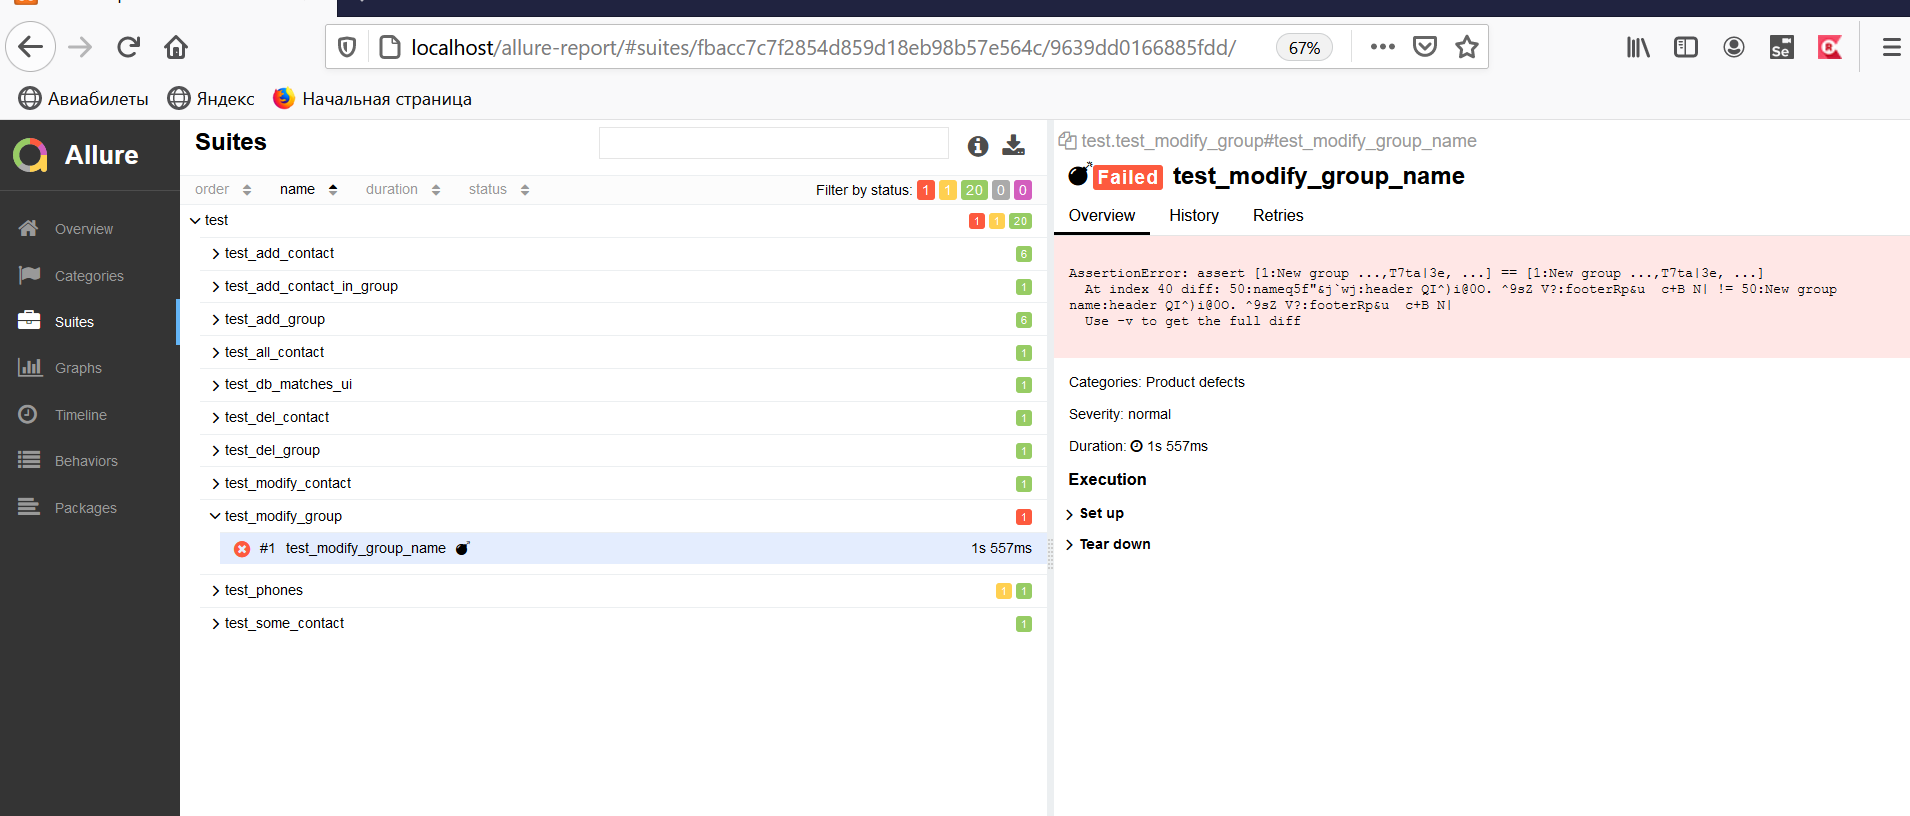 localhost/allure-report/#suites/fbacc7c7f2854d859d18eb98b57e564c/9639dd0166885fdd/
67%
Se
Авиабилеты
Яндекс
Начальная страница
Allure
Overview
Categories
Suites
Graphs
Timeline
Behaviors
Packages
Suites
order name duration status
Filter by status: 1 1 20 0 0
test 1 1 20
test_add_contact 6
test_add_contact_in_group 1
test_add_group 6
test_all_contact 1
test_db_matches_ui 1
test_del_contact 1
test_del_group 1
test_modify_contact 1
test_modify_group 1
#1 test_modify_group_name 1s 557ms
test_phones 1 1
test_some_contact 1
test.test_modify_group#test_modify_group_name
Failed test_modify_group_name
Overview History Retries
AssertionError: assert [1:New group ...,T7ta|3e, ...] == [1:New group ...,T7ta|3e, ...]
At index 40 diff: 50:nameq5f"&j`wj:header QI^)i@0O. ^9sZ V?:footerRp&u  c+B N| != 50:New group
name:header QI^)i@0O. ^9sZ V?:footerRp&u  c+B N|
Use -v to get the full diff
Categories: Product defects
Severity: normal
Duration: 1s 557ms
Execution
Set up
Tear down